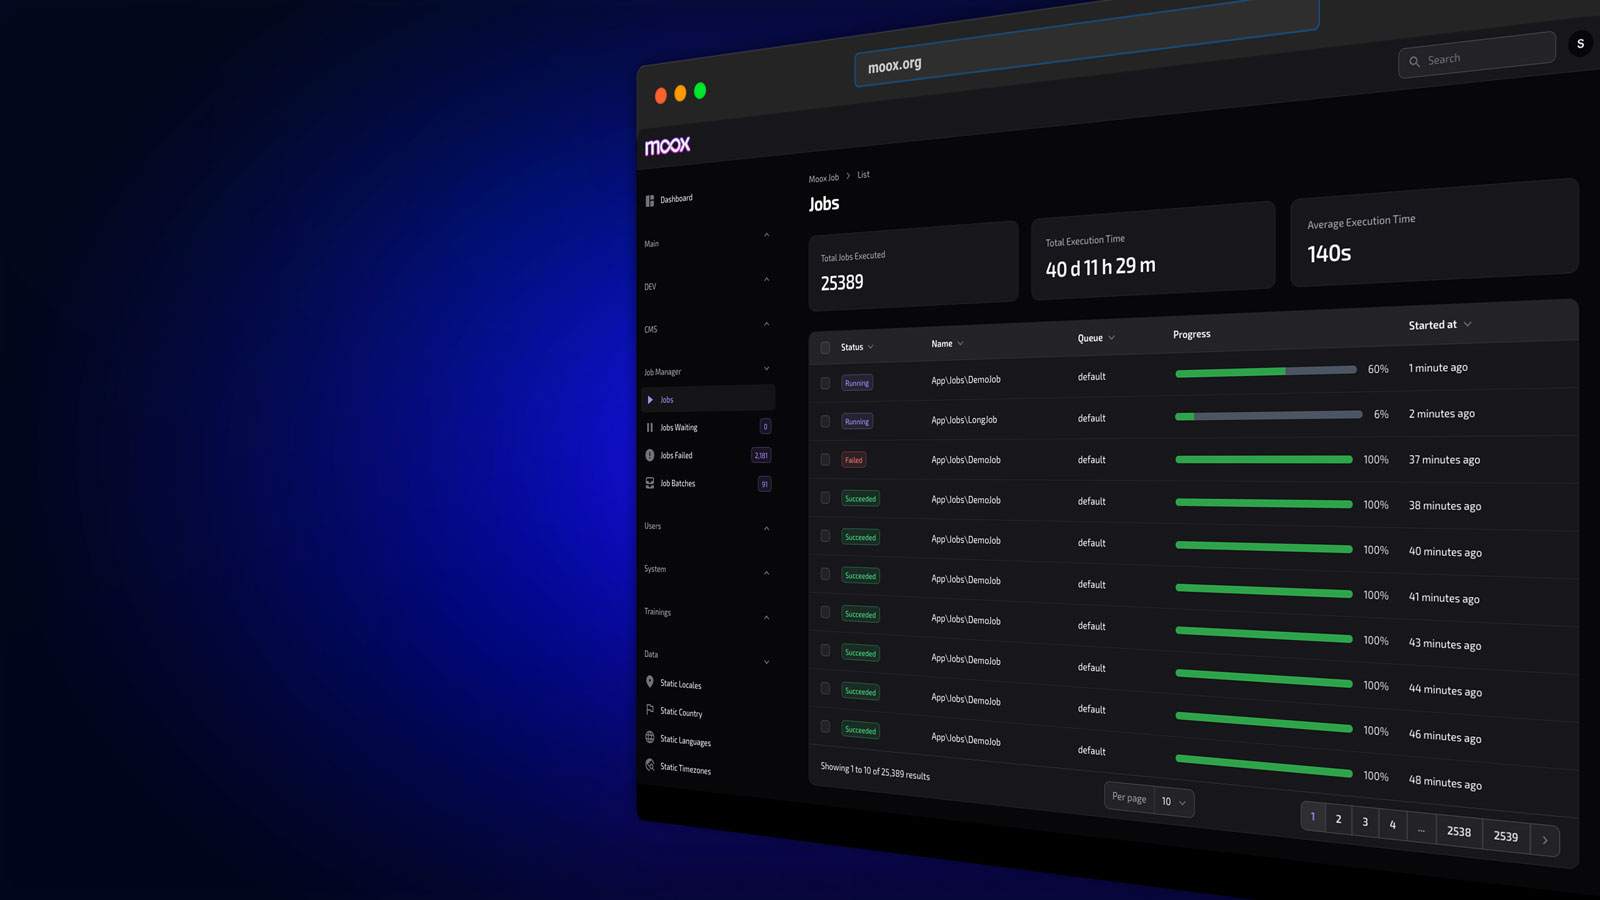 moox.org
Search
S
moox
Dashboard
Main
DEV
CMS
Job Manager
Jobs
Jobs Waiting 0
Jobs Failed 2,181
Job Batches 91
Users
System
Trainings
Data
Static Locales
Static Country
Static Languages
Static Timezones
Moox Job > List
Jobs
Total Jobs Executed
25389
Total Execution Time
40 d 11 h 29 m
Average Execution Time
140s
Status Name Queue Progress Started at
Running App\Jobs\DemoJob default 60% 1 minute ago
Running App\Jobs\LongJob default 6% 2 minutes ago
Failed App\Jobs\DemoJob default 100% 37 minutes ago
Succeeded App\Jobs\DemoJob default 100% 38 minutes ago
Succeeded App\Jobs\DemoJob default 100% 40 minutes ago
Succeeded App\Jobs\DemoJob default 100% 41 minutes ago
Succeeded App\Jobs\DemoJob default 100% 43 minutes ago
Succeeded App\Jobs\DemoJob default 100% 44 minutes ago
Succeeded App\Jobs\DemoJob default 100% 46 minutes ago
Succeeded App\Jobs\DemoJob default 100% 48 minutes ago
Showing 1 to 10 of 25,389 results
Per page 10
1 2 3 4 ... 2538 2539 >